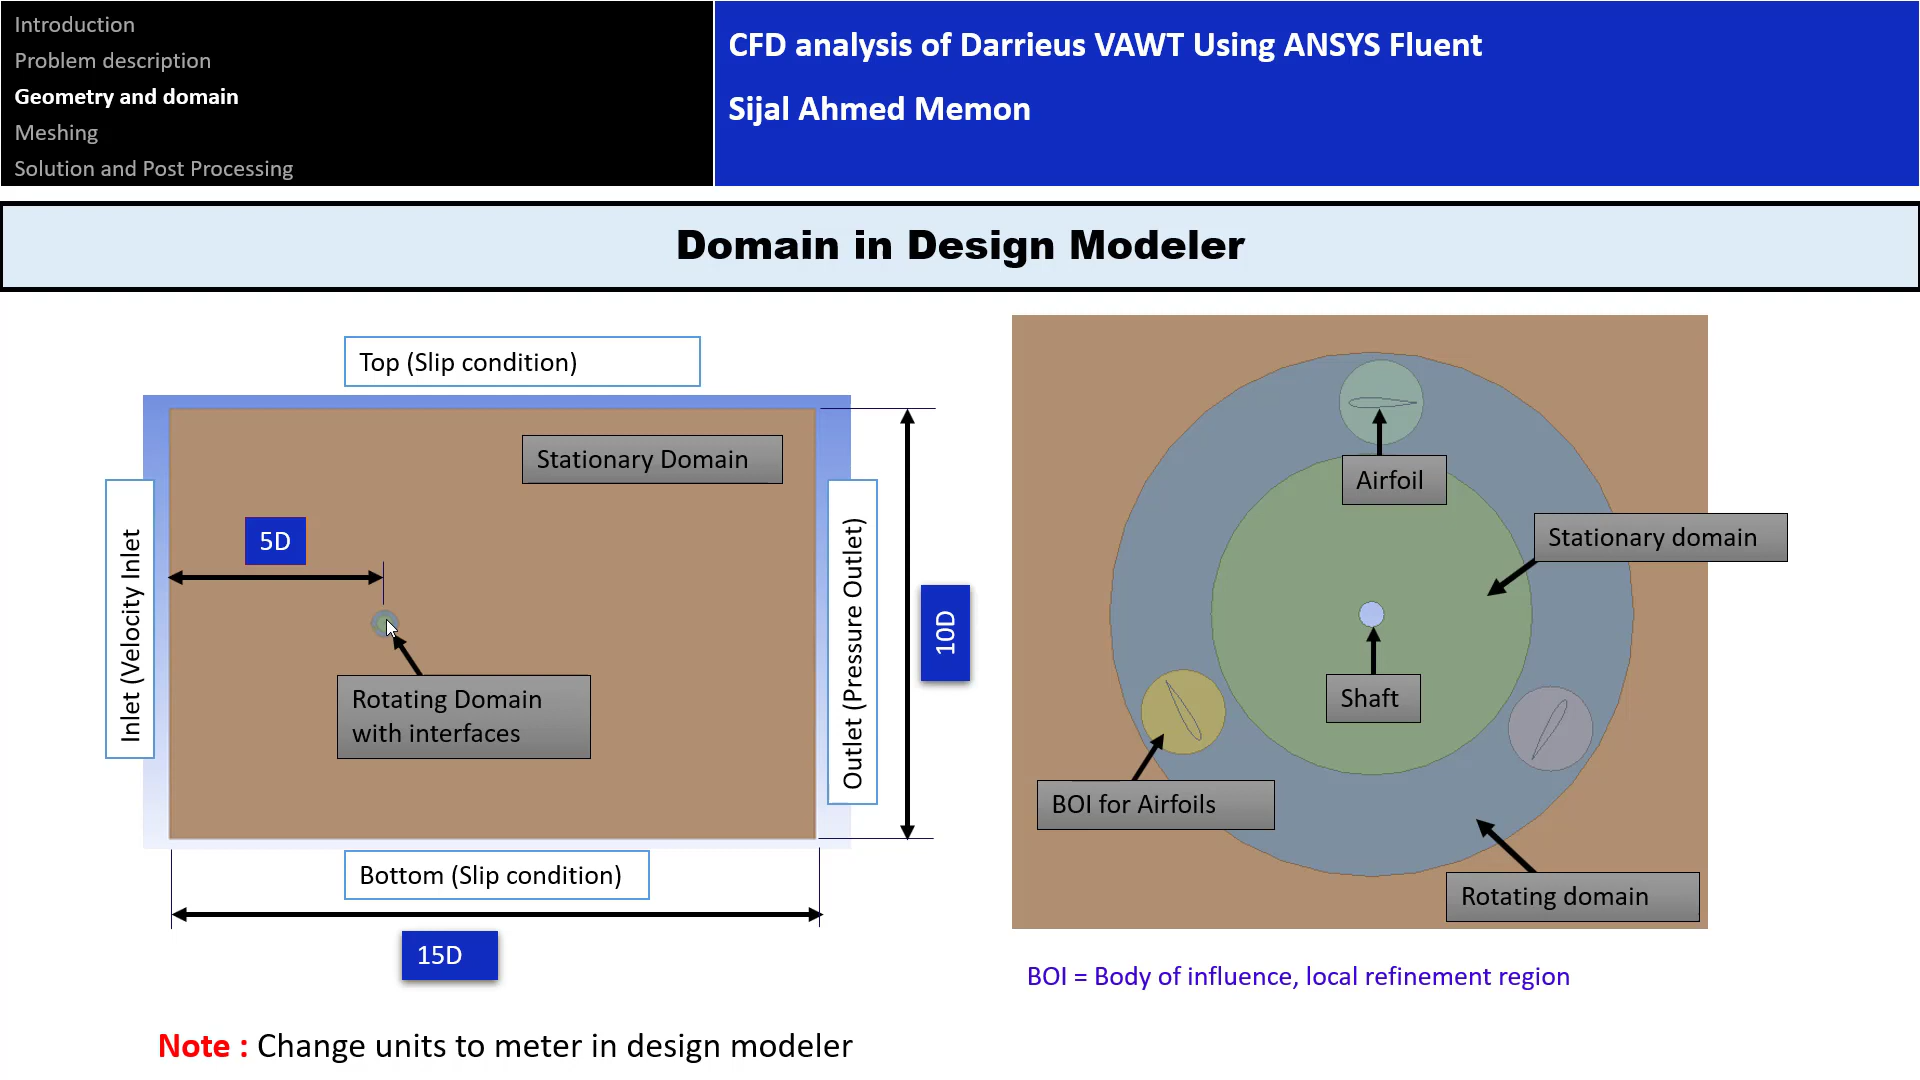 Introduction
Problem description
Geometry and domain
Meshing
Solution and Post Processing
CFD analysis of Darrieus VAWT Using ANSYS Fluent
Sijal Ahmed Memon
Domain in Design Modeler
Top (Slip condition)
Stationary Domain
5D
Inlet (Velocity Inlet
Rotating Domain
with interfaces
Outlet (Pressure Outlet)
10D
Bottom (Slip condition)
15D
Airfoil
Stationary domain
Shaft
BOI for Airfoils
Rotating domain
BOI = Body of influence, local refinement region
Note : Change units to meter in design modeler